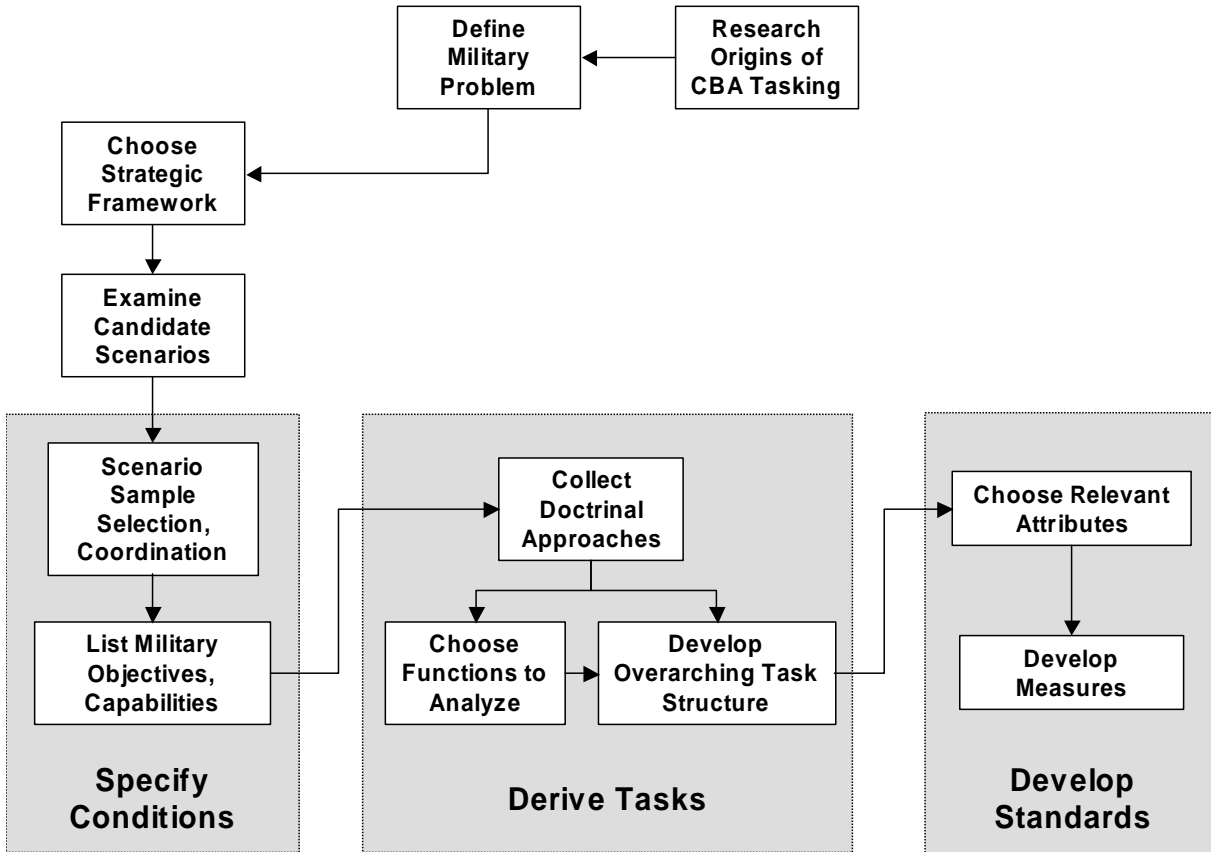 Define
Military
Problem
Research
Origins of
CBA Tasking
Choose
Strategic
Framework
Examine
Candidate
Scenarios
Scenario
Sample
Selection,
Coordination
List Military
Objectives,
Capabilities
Specify
Conditions
Collect
Doctrinal
Approaches
Choose
Functions to
Analyze
Develop
Overarching Task
Structure
Derive Tasks
Choose Relevant
Attributes
Develop
Measures
Develop
Standards